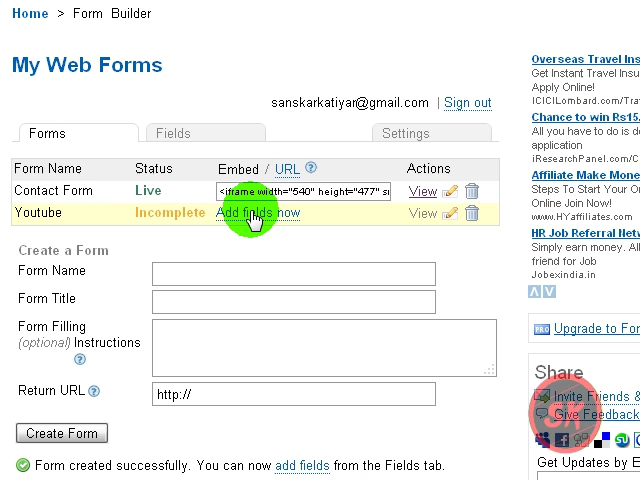 Home > Form Builder
My Web Forms
sanskarkatiyar@gmail.com | Sign out
Forms Fields Settings
Form Name Status Embed / URL ? Actions
Contact Form Live <iframe width="540" height="477" sr View
Youtube Incomplete Add fields now View
Create a Form
Form Name
Form Title
Form Filling
(optional) Instructions
?
Return URL ? http://
Create Form
Form created successfully. You can now add fields from the Fields tab.
Overseas Travel Ins
Get Instant Travel Insu
Apply Online!
ICICILombard.com/Tra
Chance to win Rs15.
All you have to do is d
application
iResearchPanel.com/C
Affiliate Make Mone
Steps To Start Your O
Online Join Now!
www.HYaffiliates.com
HR Job Referral Netw
Simply earn money. All
friend for Job
Jobexindia.in
PRO Upgrade to For
Share
Invite Friends &
Give Feedback
SK
Get Updates by E